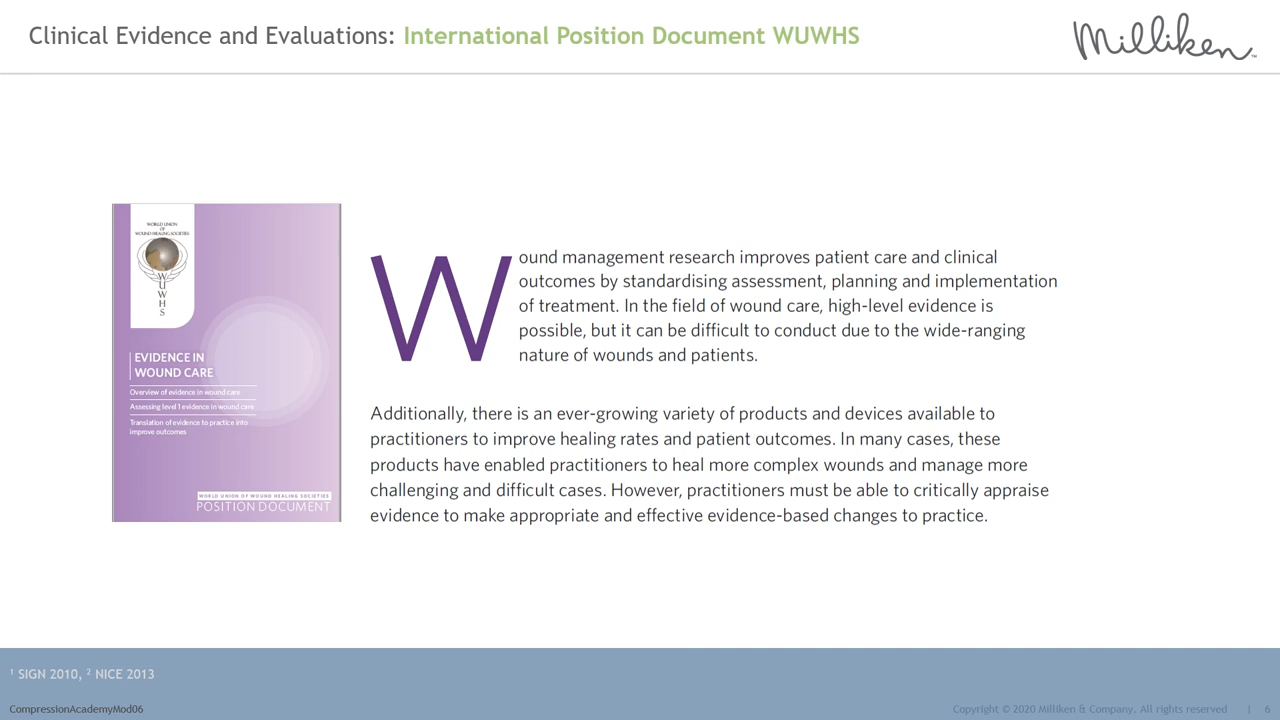 Clinical Evidence and Evaluations: International Position Document WUWHS
Milliken™
WORLD UNION
OF
WOUND HEALING SOCIETIES
W
U
W
H
S
EVIDENCE IN
WOUND CARE
Overview of evidence in wound care
Assessing level 1 evidence in wound care
Translation of evidence to practice into
improve outcomes
WORLD UNION OF WOUND HEALING SOCIETIES
POSITION DOCUMENT
Wound management research improves patient care and clinical
outcomes by standardising assessment, planning and implementation
of treatment. In the field of wound care, high-level evidence is
possible, but it can be difficult to conduct due to the wide-ranging
nature of wounds and patients.
Additionally, there is an ever-growing variety of products and devices available to
practitioners to improve healing rates and patient outcomes. In many cases, these
products have enabled practitioners to heal more complex wounds and manage more
challenging and difficult cases. However, practitioners must be able to critically appraise
evidence to make appropriate and effective evidence-based changes to practice.
¹ SIGN 2010, ² NICE 2013
CompressionAcademyMod06
Copyright © 2020 Milliken & Company. All rights reserved | 6